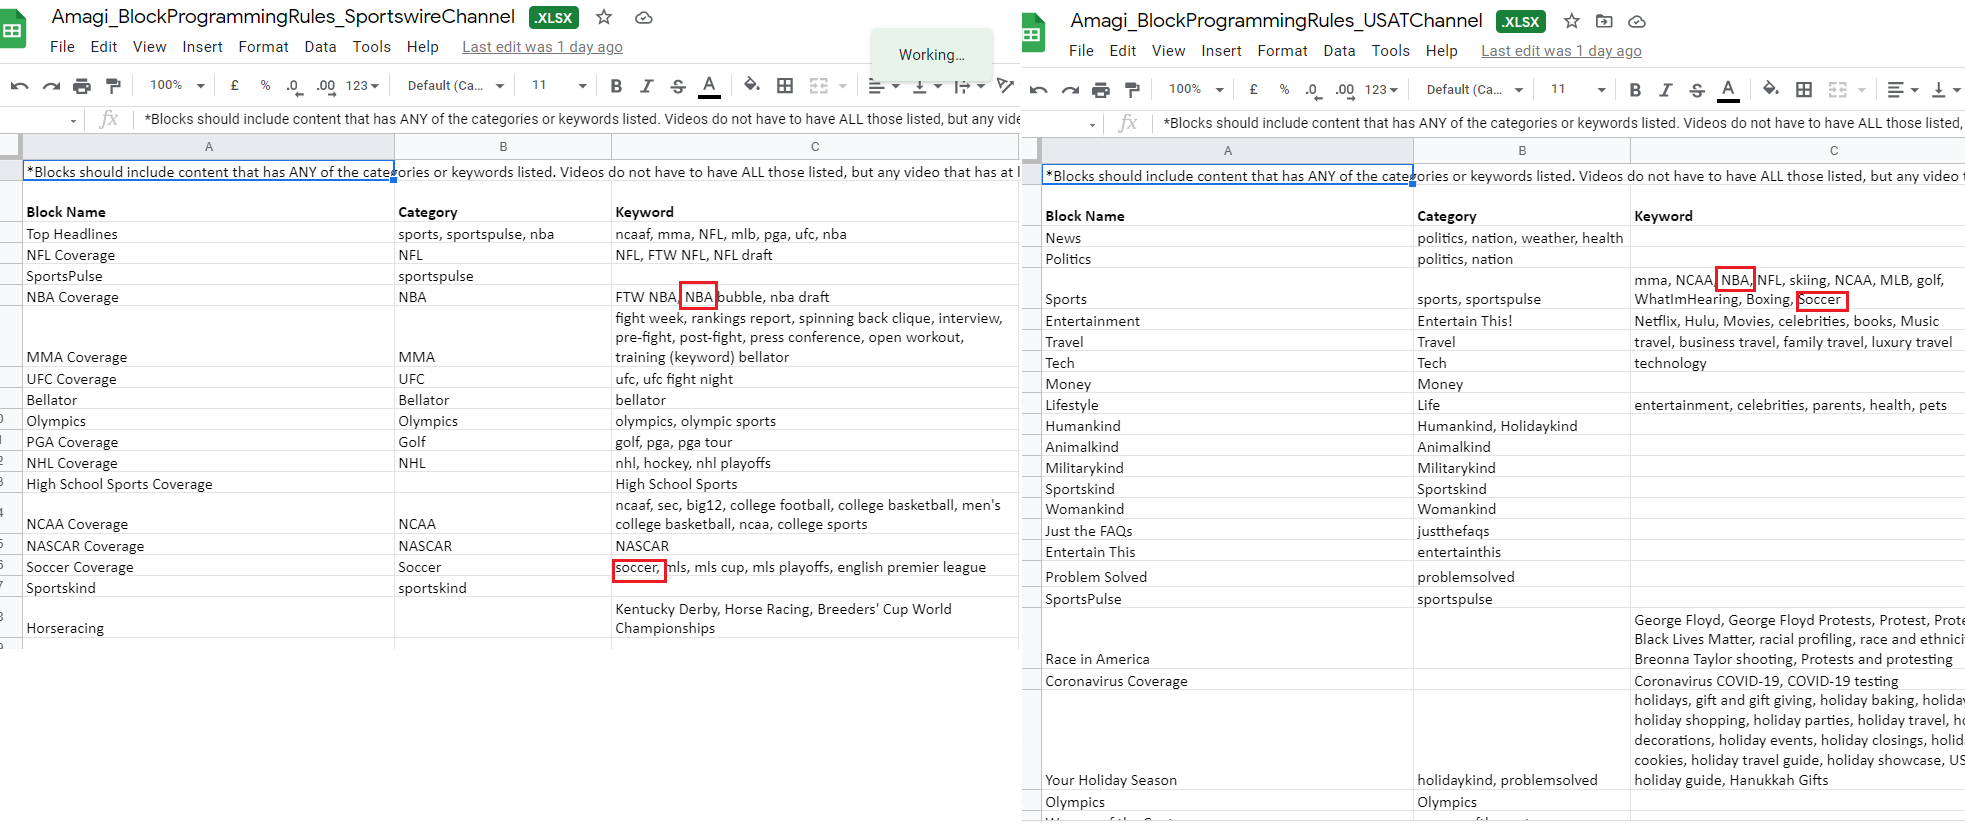 Amagi_BlockProgrammingRules_SportswireChannel .XLSX
File Edit View Insert Format Data Tools Help Last edit was 1 day ago
Working...
100% £ % .0 .00 123 Default (Ca... 11 B I S A
fx *Blocks should include content that has ANY of the categories or keywords listed. Videos do not have to have ALL those listed, but any vide
A B C
*Blocks should include content that has ANY of the categories or keywords listed. Videos do not have to have ALL those listed, but any video that has at l
Block Name Category Keyword
Top Headlines sports, sportspulse, nba ncaaf, mma, NFL, mlb, pga, ufc, nba
NFL Coverage NFL NFL, FTW NFL, NFL draft
SportsPulse sportspulse
NBA Coverage NBA FTW NBA, NBA bubble, nba draft
fight week, rankings report, spinning back clique, interview,
pre-fight, post-fight, press conference, open workout,
MMA Coverage MMA training (keyword) bellator
UFC Coverage UFC ufc, ufc fight night
Bellator Bellator bellator
Olympics Olympics olympics, olympic sports
PGA Coverage Golf golf, pga, pga tour
NHL Coverage NHL nhl, hockey, nhl playoffs
High School Sports Coverage High School Sports
ncaaf, sec, big12, college football, college basketball, men's
NCAA Coverage NCAA college basketball, ncaa, college sports
NASCAR Coverage NASCAR NASCAR
Soccer Coverage Soccer soccer, mls, mls cup, mls playoffs, english premier league
Sportskind sportskind
Kentucky Derby, Horse Racing, Breeders' Cup World
Horseracing Championships
Amagi_BlockProgrammingRules_USATChannel .XLSX
File Edit View Insert Format Data Tools Help Last edit was 1 day ago
100% £ % .0 .00 123 Default (Ca... 11 B I S A
fx *Blocks should include content that has ANY of the categories or keywords listed. Videos do not have to have ALL those listed,
A B C
*Blocks should include content that has ANY of the categories or keywords listed. Videos do not have to have ALL those listed, but any video t
Block Name Category Keyword
News politics, nation, weather, health
Politics politics, nation
mma, NCAA, NBA, NFL, skiing, NCAA, MLB, golf,
Sports sports, sportspulse WhatImHearing, Boxing, Soccer
Entertainment Entertain This! Netflix, Hulu, Movies, celebrities, books, Music
Travel Travel travel, business travel, family travel, luxury travel
Tech Tech technology
Money Money
Lifestyle Life entertainment, celebrities, parents, health, pets
Humankind Humankind, Holidaykind
Animalkind Animalkind
Militarykind Militarykind
Sportskind Sportskind
Womankind Womankind
Just the FAQs justthefaqs
Entertain This entertainthis
Problem Solved problemsolved
SportsPulse sportspulse
George Floyd, George Floyd Protests, Protest, Prote
Black Lives Matter, racial profiling, race and ethnici
Race in America Breonna Taylor shooting, Protests and protesting
Coronavirus Coverage Coronavirus COVID-19, COVID-19 testing
holidays, gift and gift giving, holiday baking, holiday
holiday shopping, holiday parties, holiday travel, ho
decorations, holiday events, holiday closings, holid
cookies, holiday travel guide, holiday showcase, US
Your Holiday Season holidaykind, problemsolved holiday guide, Hanukkah Gifts
Olympics Olympics